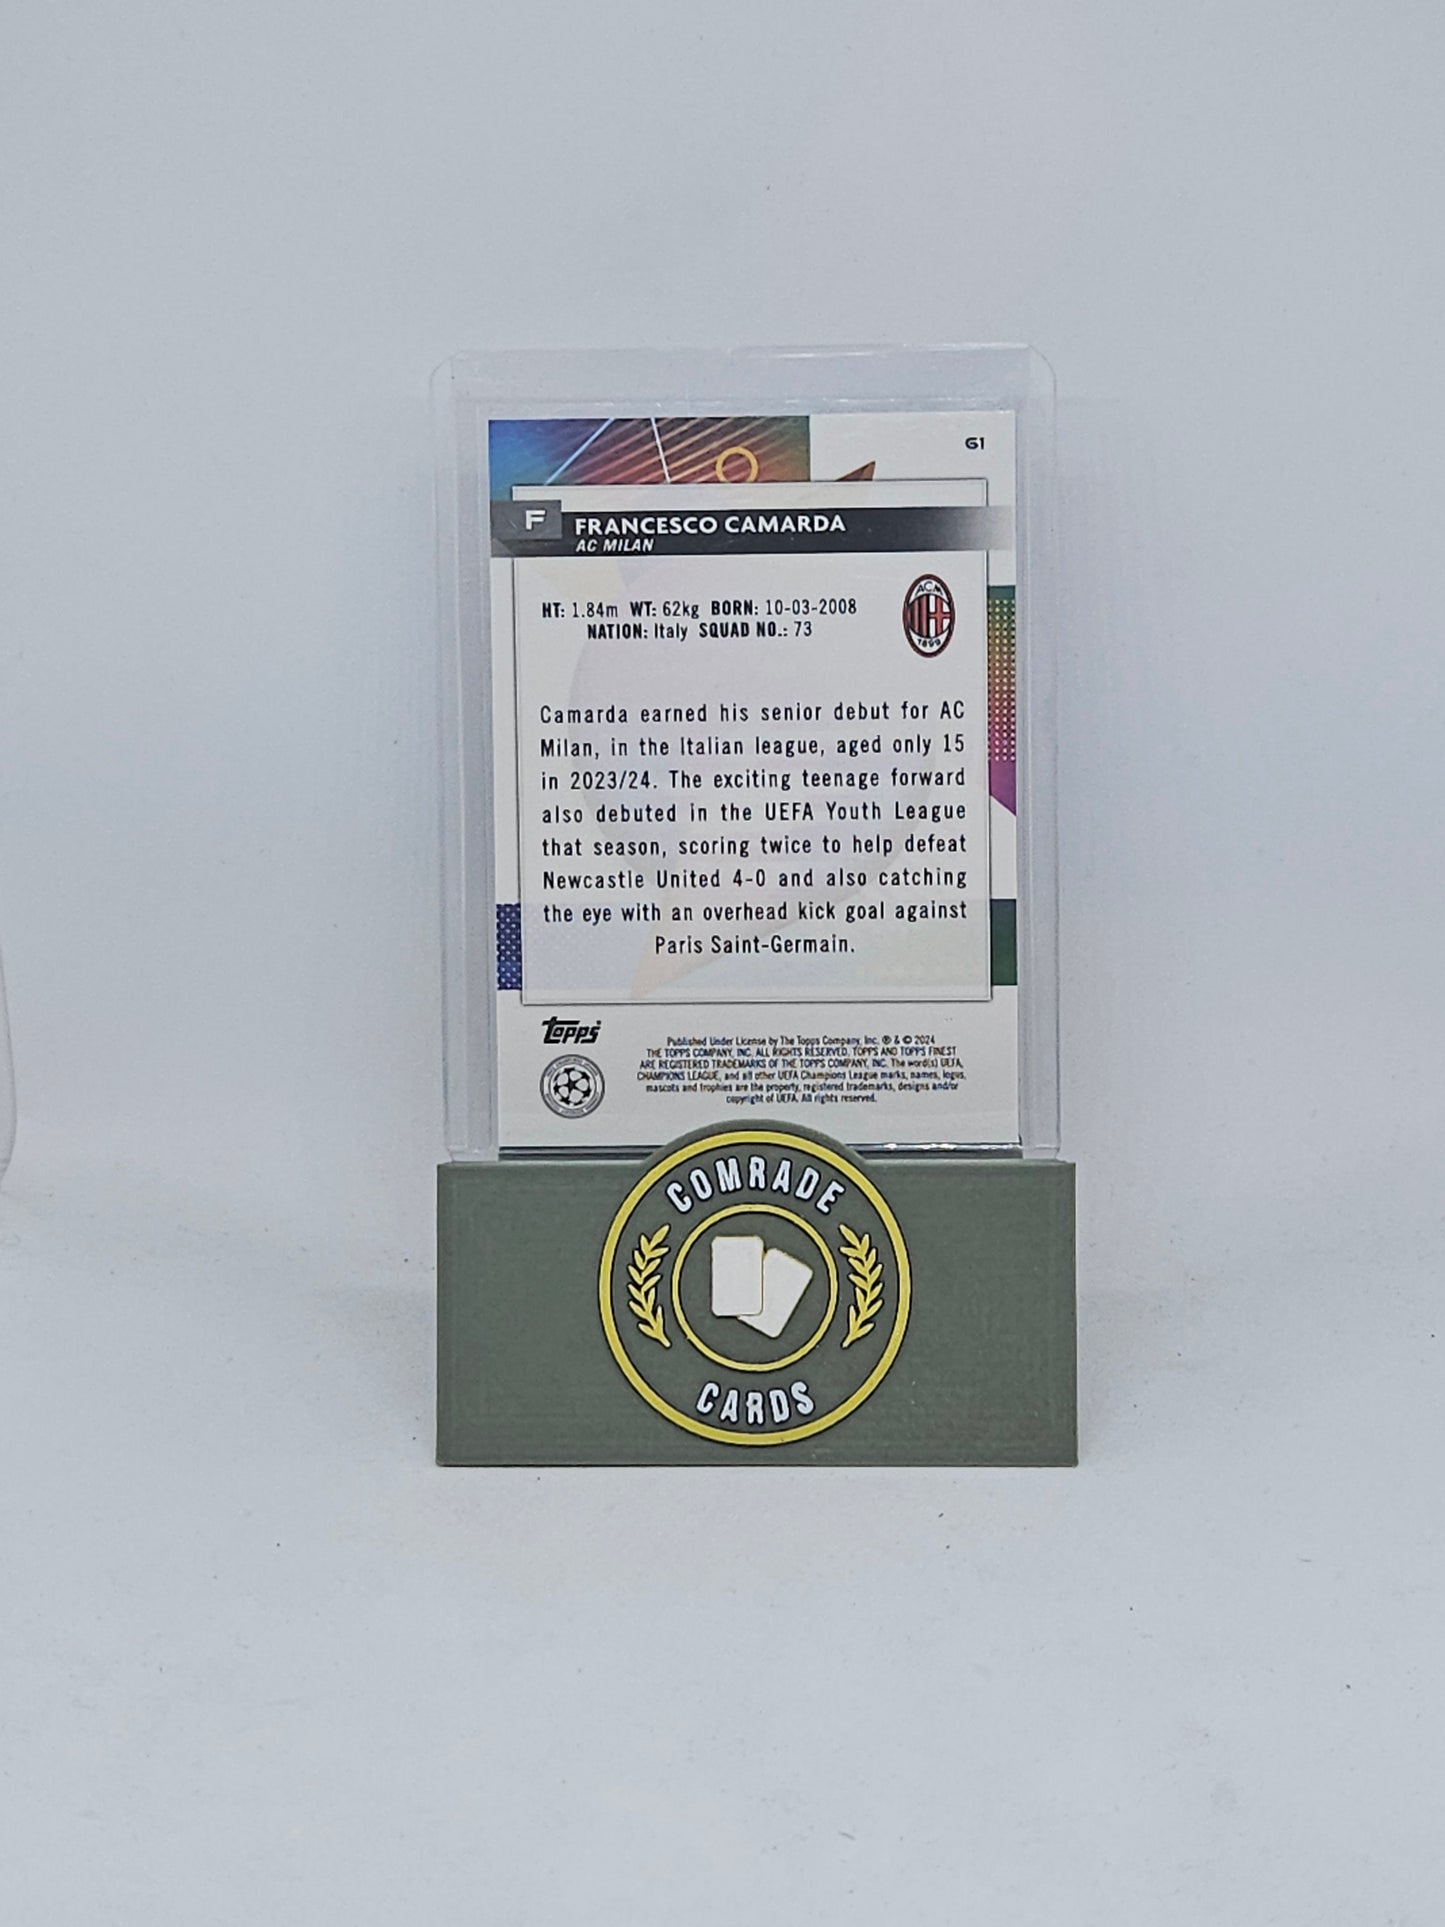 61
F
FRANCESCO CAMARDA
AC MILAN
ACM
1899
HT: 1.84m WT: 62kg BORN: 10-03-2008
NATION: Italy SQUAD NO.: 73
Camarda earned his senior debut for AC
Milan, in the Italian league, aged only 15
in 2023/24. The exciting teenage forward
also debuted in the UEFA Youth League
that season, scoring twice to help defeat
Newcastle United 4-0 and also catching
the eye with an overhead kick goal against
Paris Saint-Germain.
Topps
Published Under License by The Topps Company, Inc. ® & © 2024
THE TOPPS COMPANY, INC. ALL RIGHTS RESERVED. TOPPS AND TOPPS FINEST
ARE REGISTERED TRADEMARKS OF THE TOPPS COMPANY, INC. The word(s) UEFA,
CHAMPIONS LEAGUE, and all other UEFA Champions League marks, names, logos,
mascots and trophies are the property, registered trademarks, designs and/or
copyright of UEFA. All rights reserved.
COMRADE
CARDS